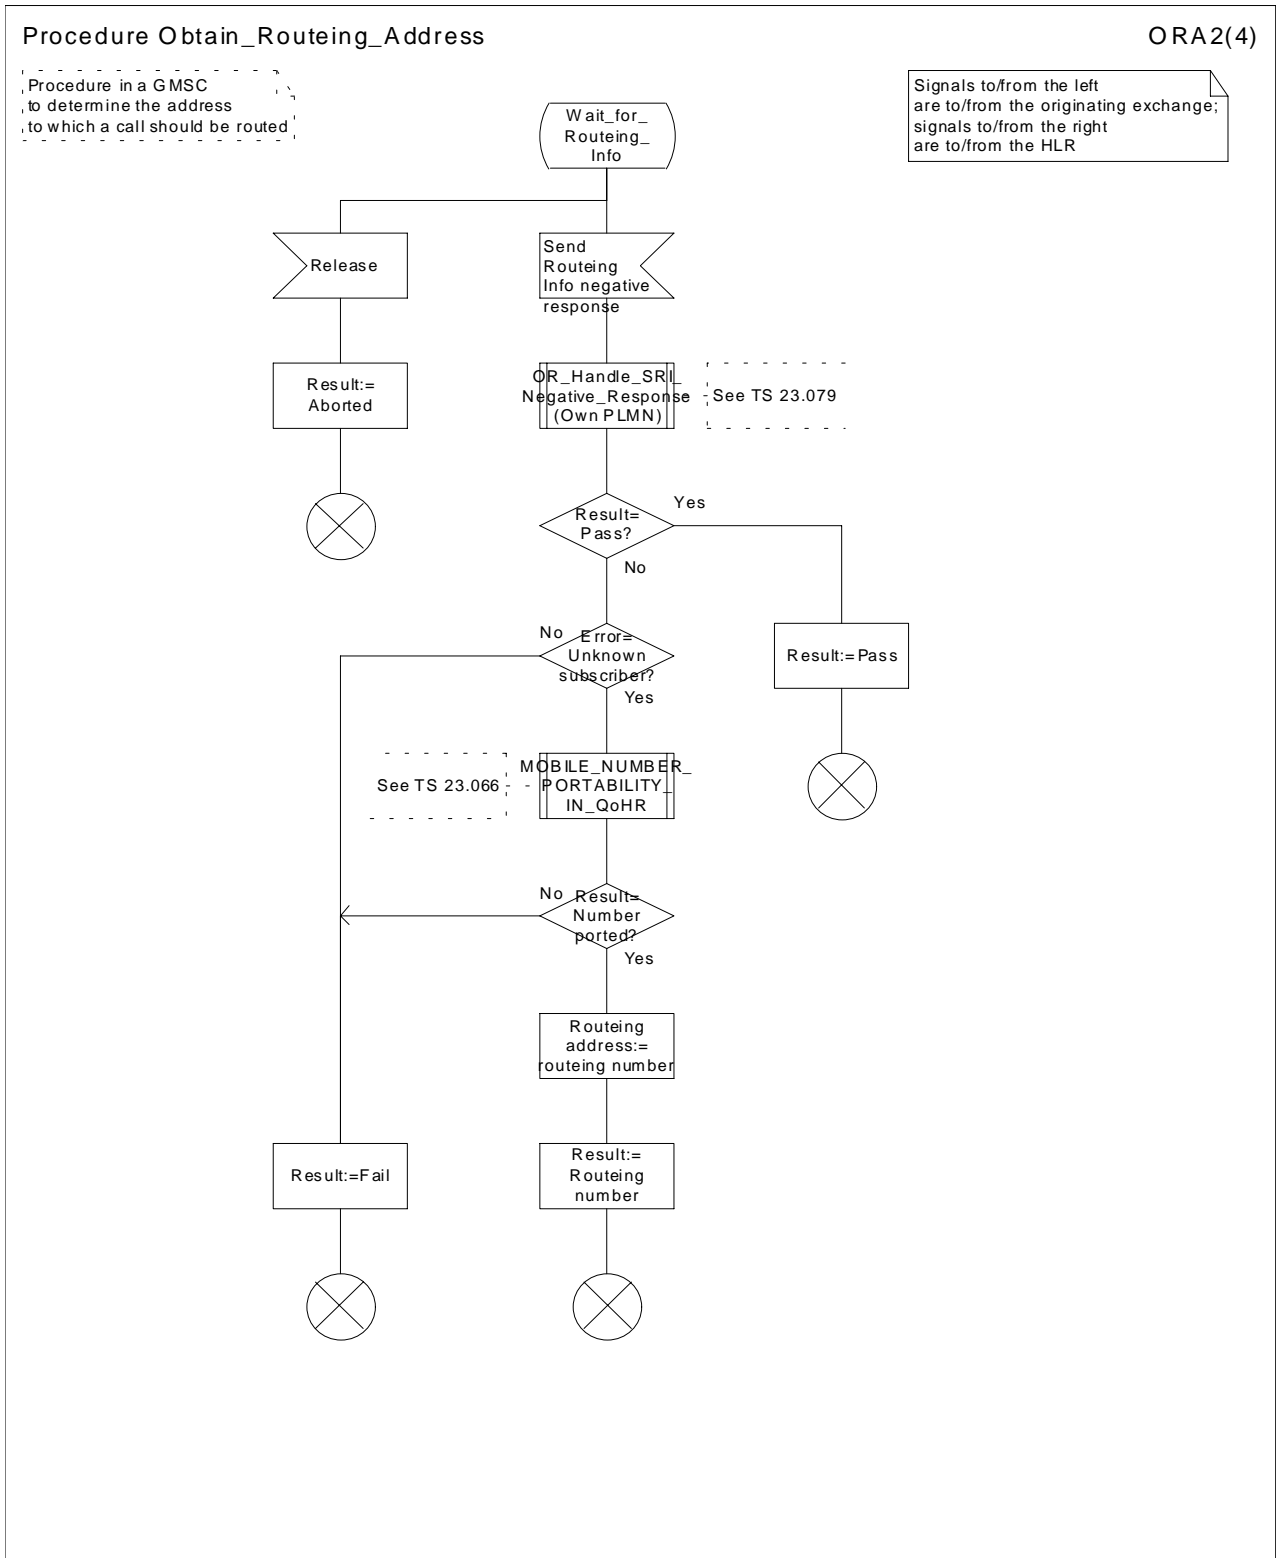 Procedure Obtain_Routeing_Address
ORA2(4)
Procedure in a GMSC
to determine the address
to which a call should be routed
Signals to/from the left
are to/from the originating exchange;
signals to/from the right
are to/from the HLR
Wait_for_
Routeing_
Info
Release
Send
Routeing
Info negative
response
Result:=
Aborted
OR_Handle_SRI_
Negative_Response
(Own PLMN)
See TS 23.079
Result=
Pass?
Yes
No
No
Error=
Unknown
subscriber?
Yes
Result:=Pass
See TS 23.066
MOBILE_NUMBER_
PORTABILITY_
IN_QoHR
No
Result=
Number
ported?
Yes
Routeing
address:=
routeing number
Result:=Fail
Result:=
Routeing
number